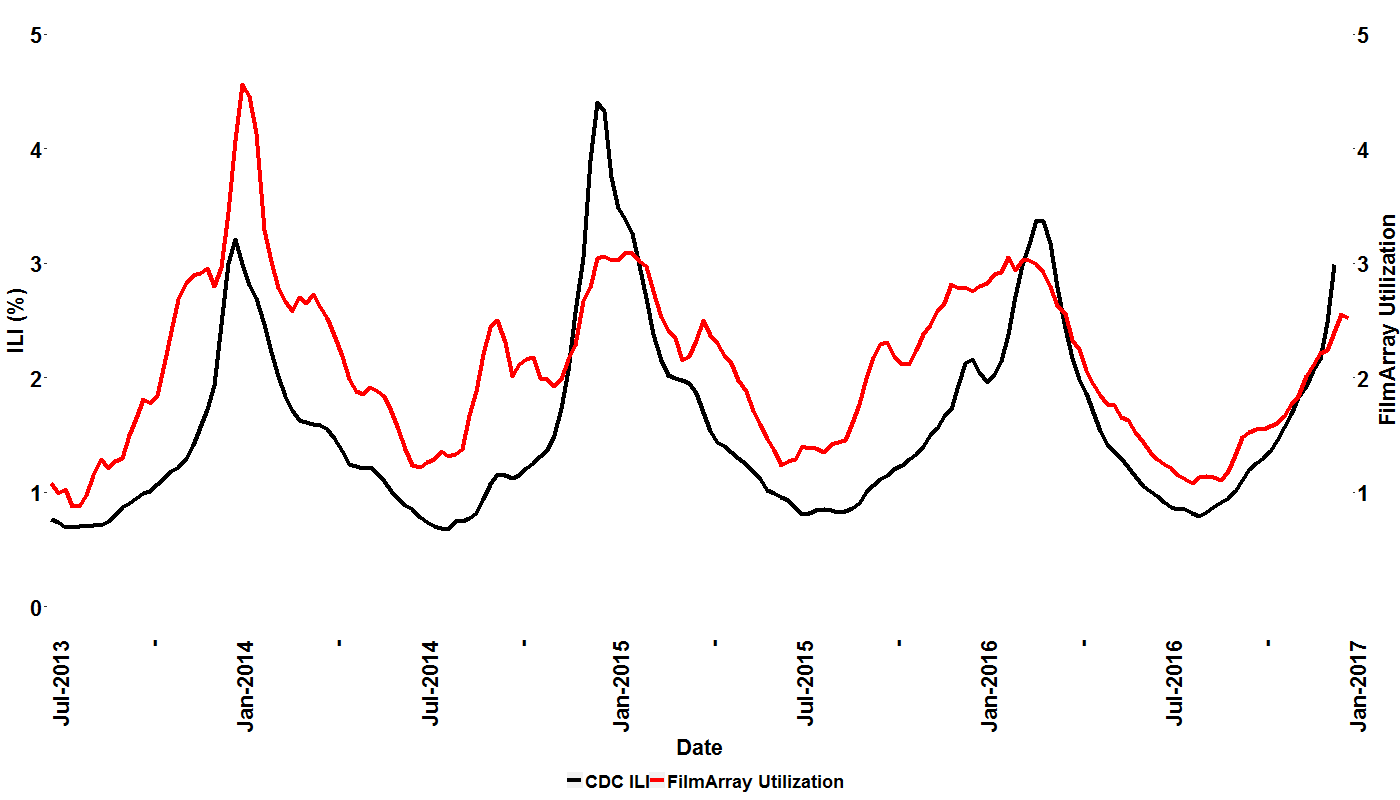 5
4
3
2
1
0
ILI (%)
5
4
3
2
1
FilmArray Utilization
Jul-2013
-
Jan-2014
-
Jul-2014
-
Jan-2015
-
Jul-2015
-
Jan-2016
-
Jul-2016
-
Jan-2017
Date
CDC ILI FilmArray Utilization